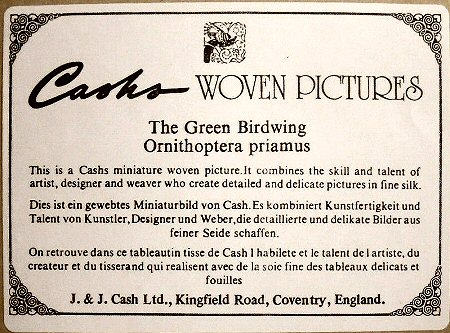 Cashs WOVEN PICTURES
The Green Birdwing
Ornithoptera priamus
This is a Cashs miniature woven picture.It combines the skill and talent of
artist, designer and weaver who create detailed and delicate pictures in fine silk.
Dies ist ein gewebtes Miniaturbild von Cash.Es kombiniert Kunstfertigkeit und
Talent von Kunstler,Designer und Weber,die detaillierte und delikate Bilder aus
feiner Seide schaffen.
On retrouve dans ce tableautin tisse de Cash l habilete et le talent de l artiste, du
createur et du tisserand qui realisent avec de la soie fine des tableaux delicats et
fouilles
J. & J. Cash Ltd., Kingfield Road, Coventry, England.